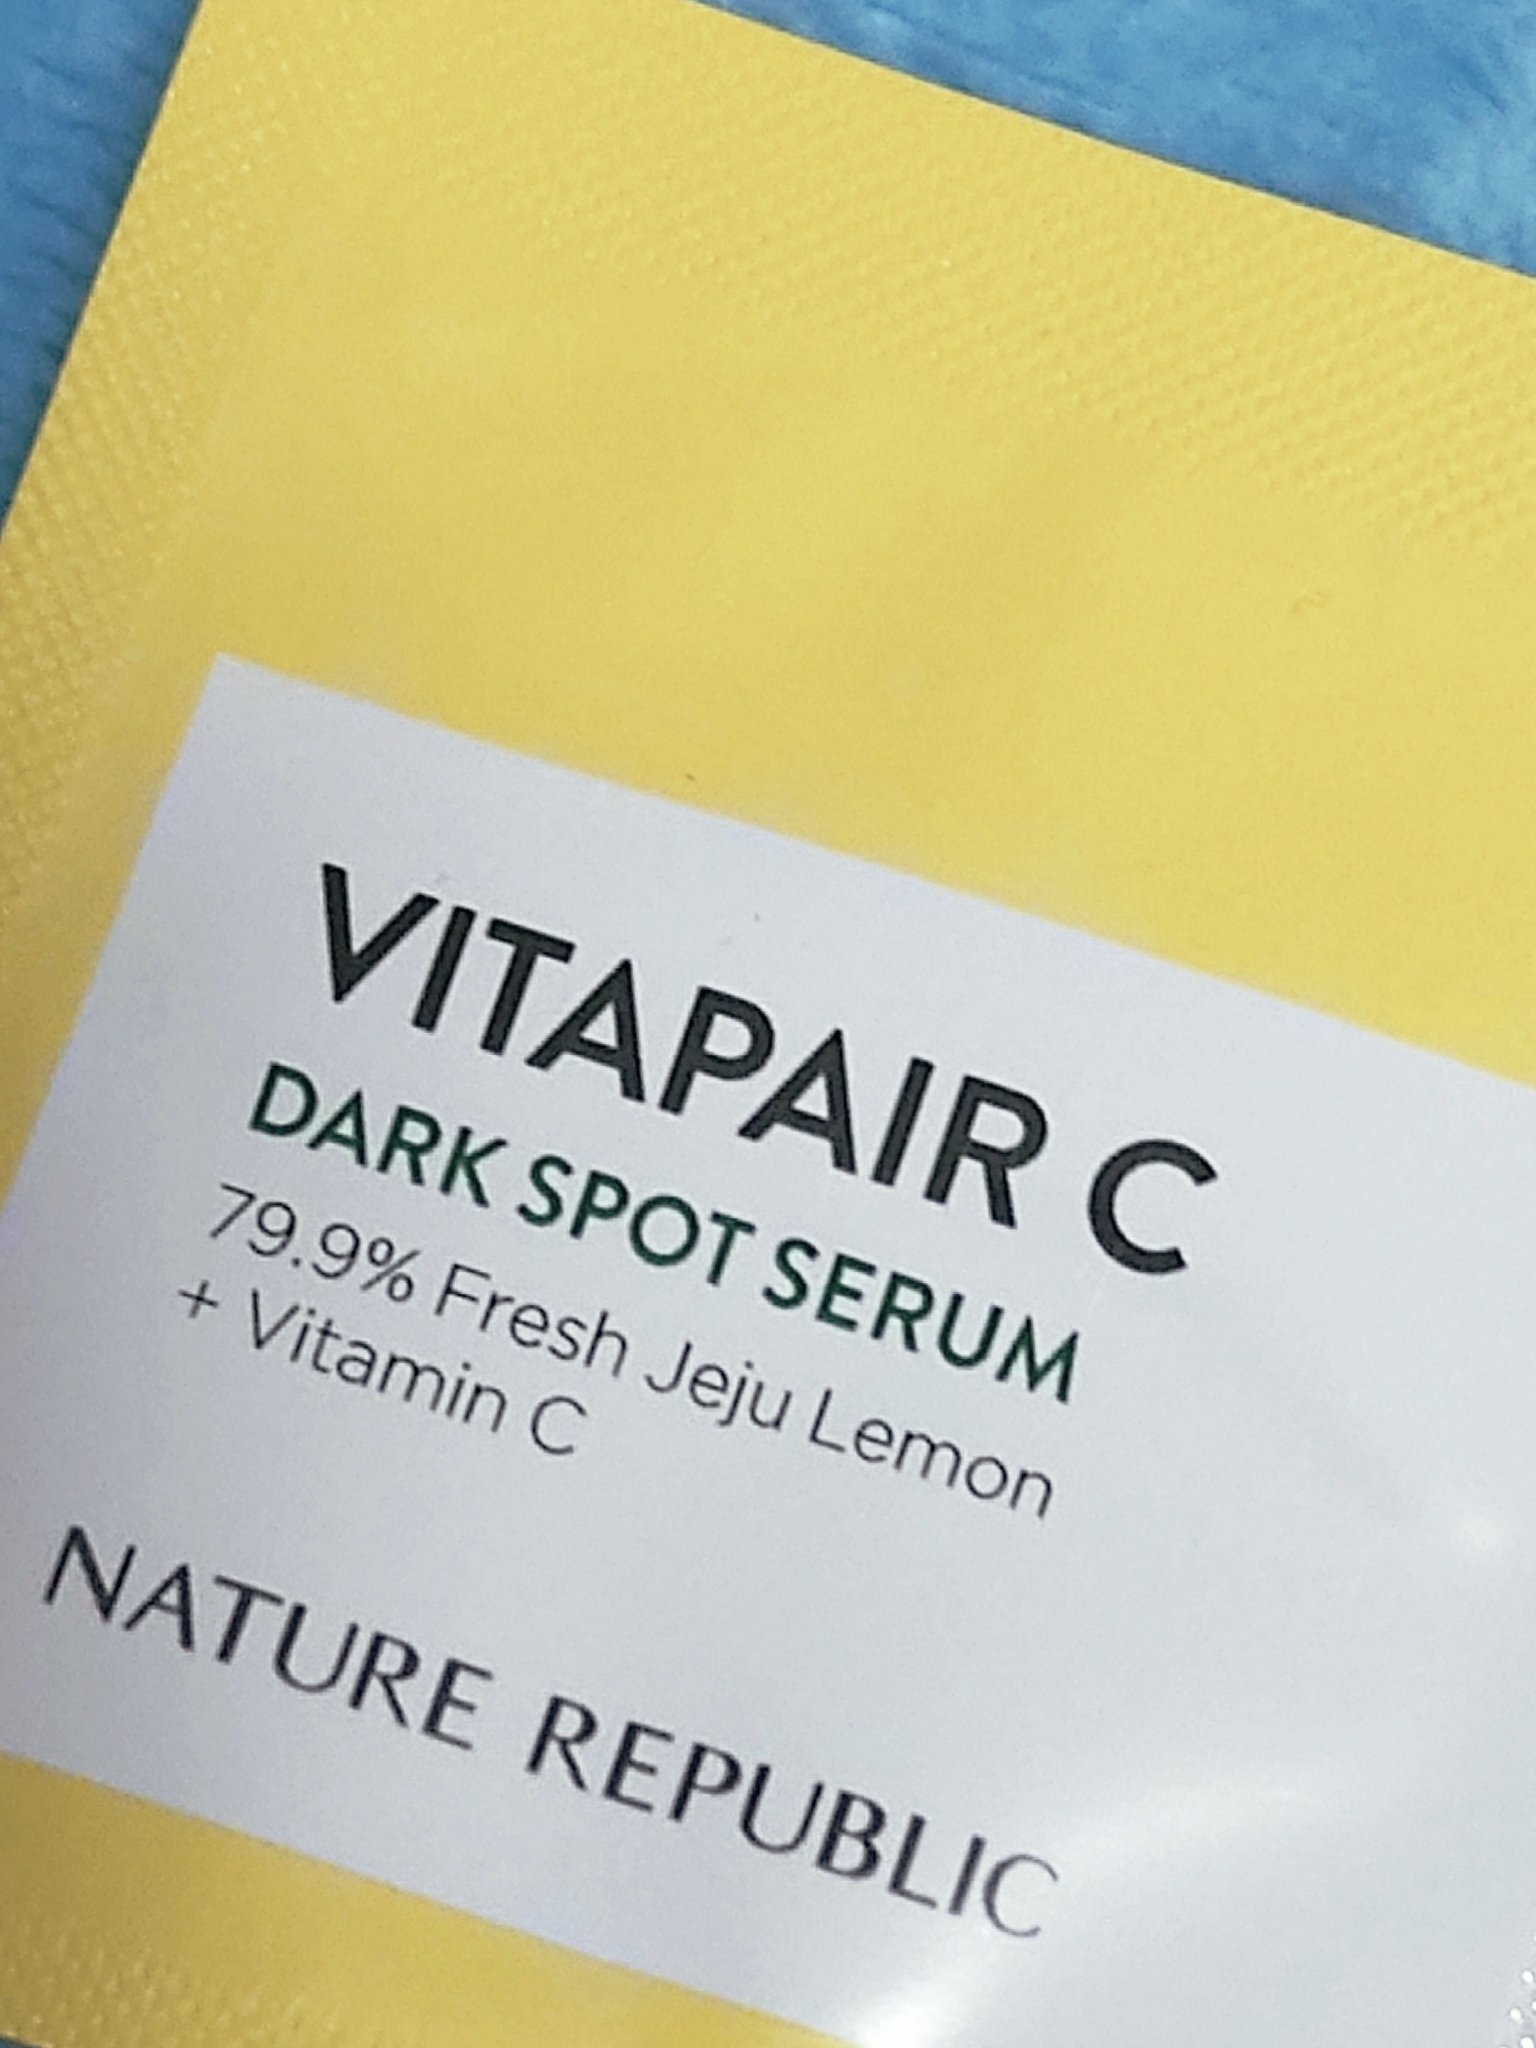 VITAPAIR C
DARK SPOT SERUM
79.9% Fresh Jeju Lemon
+ Vitamin C
NATURE REPUBLIC